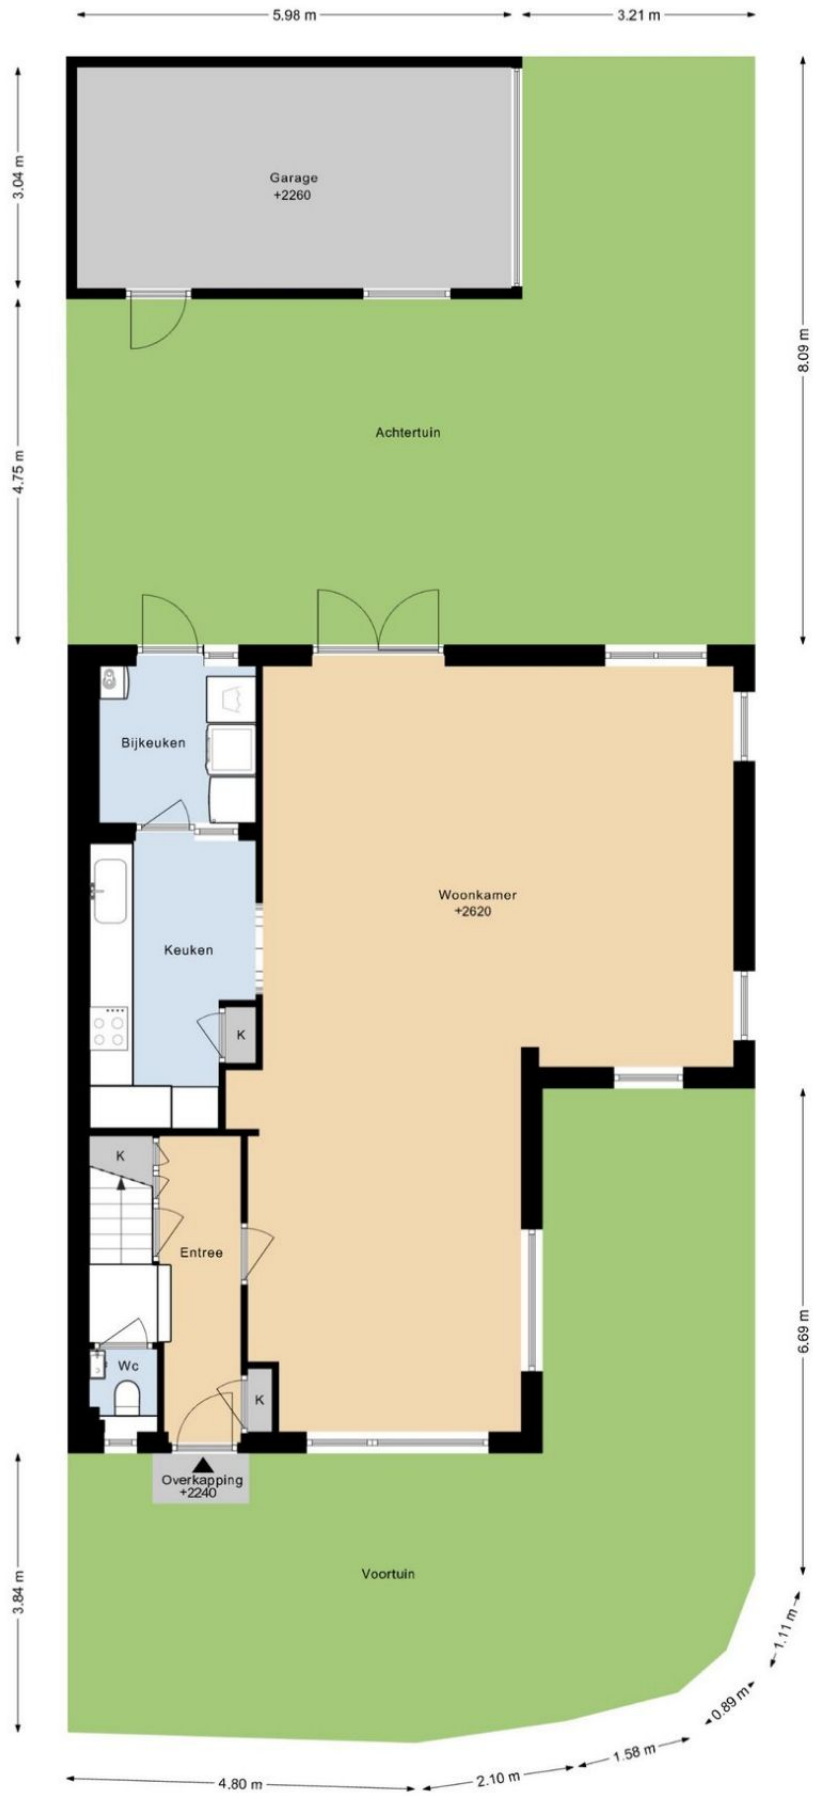 5.98 m
3.21 m
3.04 m
Garage
+2260
8.09 m
4.75 m
Achtertuin
Bijkeuken
Woonkamer
+2620
Keuken
K
K
Entree
6.69 m
Wc
K
Overkapping
+2240
Voortuin
3.84 m
1.11 m
0.89 m
1.58 m
2.10 m
4.80 m